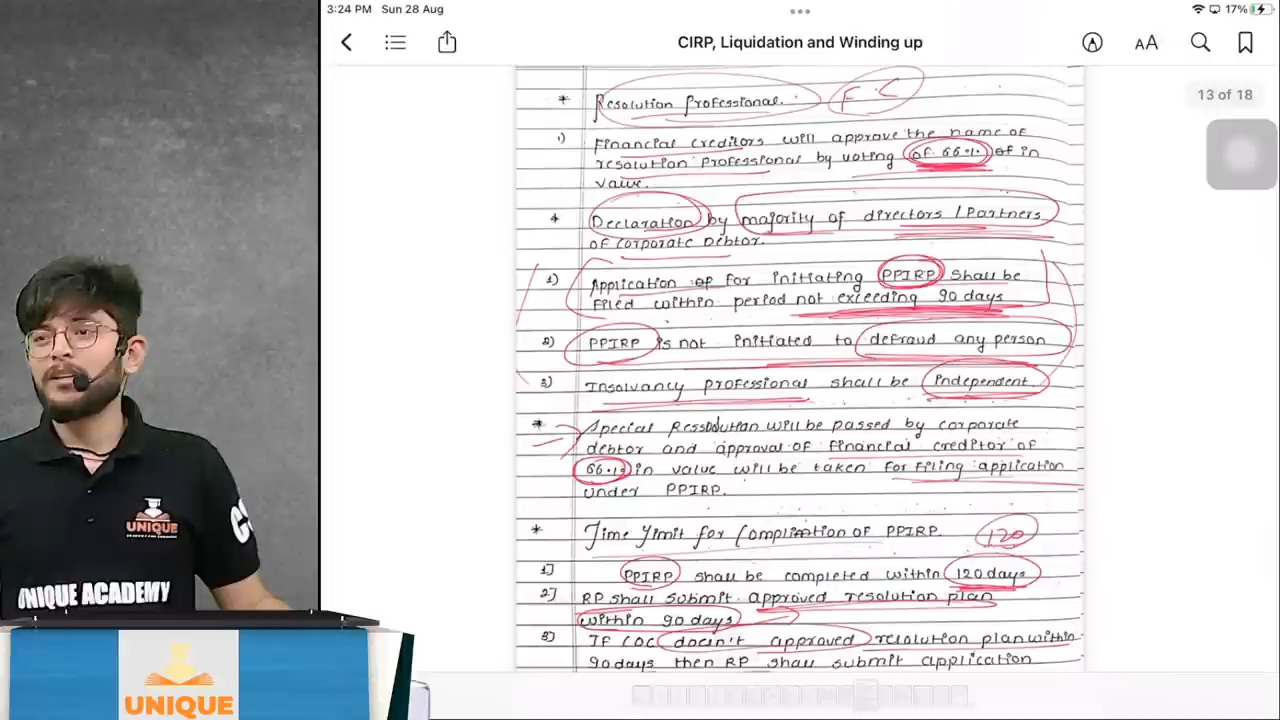 3:24 PM Sun 28 Aug
17%
CIRP, Liquidation and Winding up
AA
13 of 18
* Resolution Professional. F.C
1) Financial creditors will approve the name of
resolution Professional by voting of 66.1. of in
value.
* Declaration by majority of directors / Partners
of corporate Debtor.
1) Application of for initiating PPIRP shall be
filed within period not exceeding 90 days
2) PPIRP is not initiated to defraud any person
3) Insolvancy professional shall be independent.
* Special Resolution will be passed by corporate
debtor and approval of financial creditor of
66.1. in value will be taken for filing application
under PPIRP.
* Time limit for Complication of PPIRP. 120
1] PPIRP shall be completed within 120 days
2] RP shall submit approved resolution plan
within 90 days
3] If COC doesn't approved resolution plan within
90 days then RP shall submit application
UNIQUE
CS
UNIQUE ACADEMY
UNIQUE